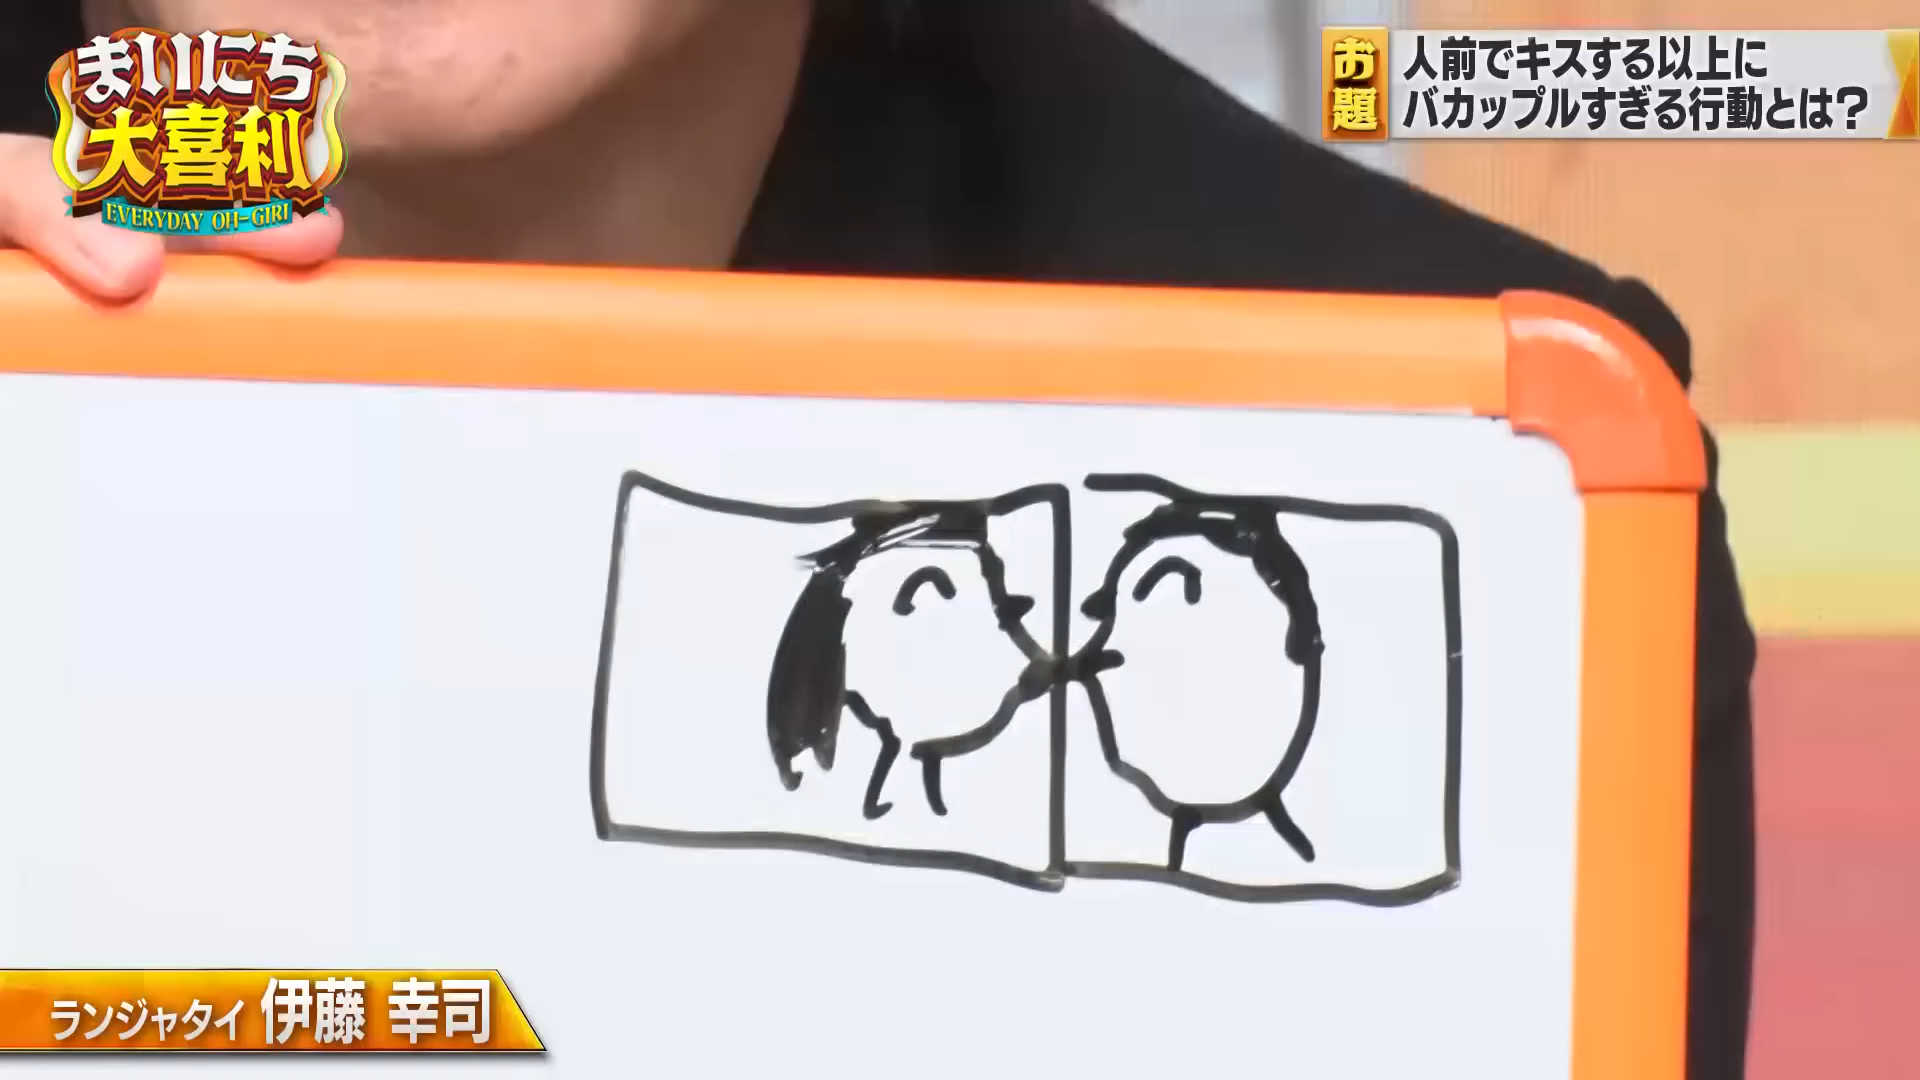 まいにち
大喜利
EVERYDAY OH-GIRI
お題
人前でキスする以上に
バカップルすぎる行動とは?
ランジャタイ 伊藤 幸司